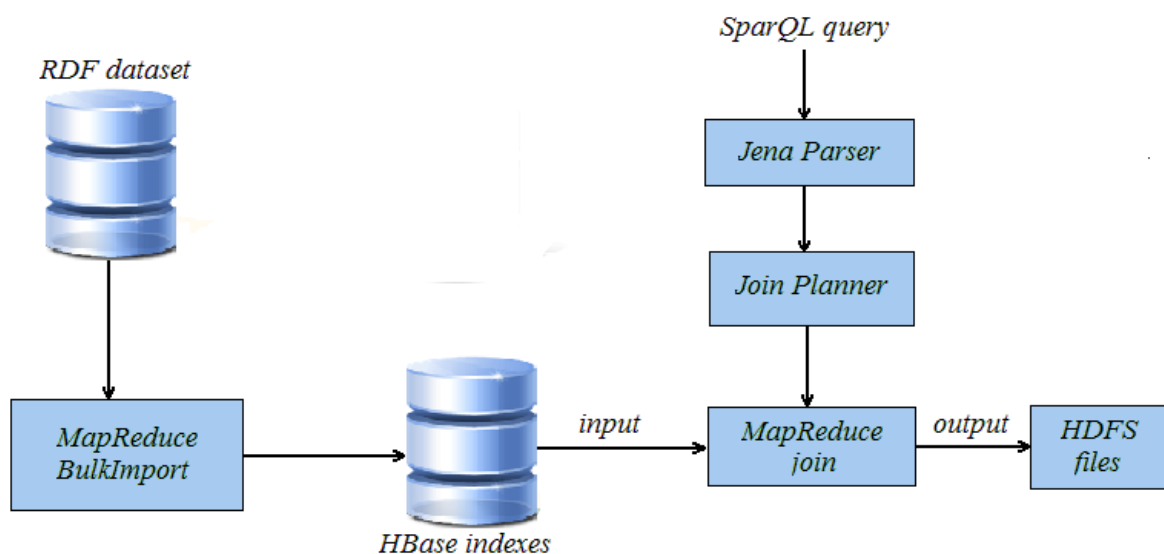 SparQL query
RDF dataset
Jena Parser
Join Planner
MapReduce
BulkImport
input
MapReduce
join
output
HDFS
files
HBase indexes